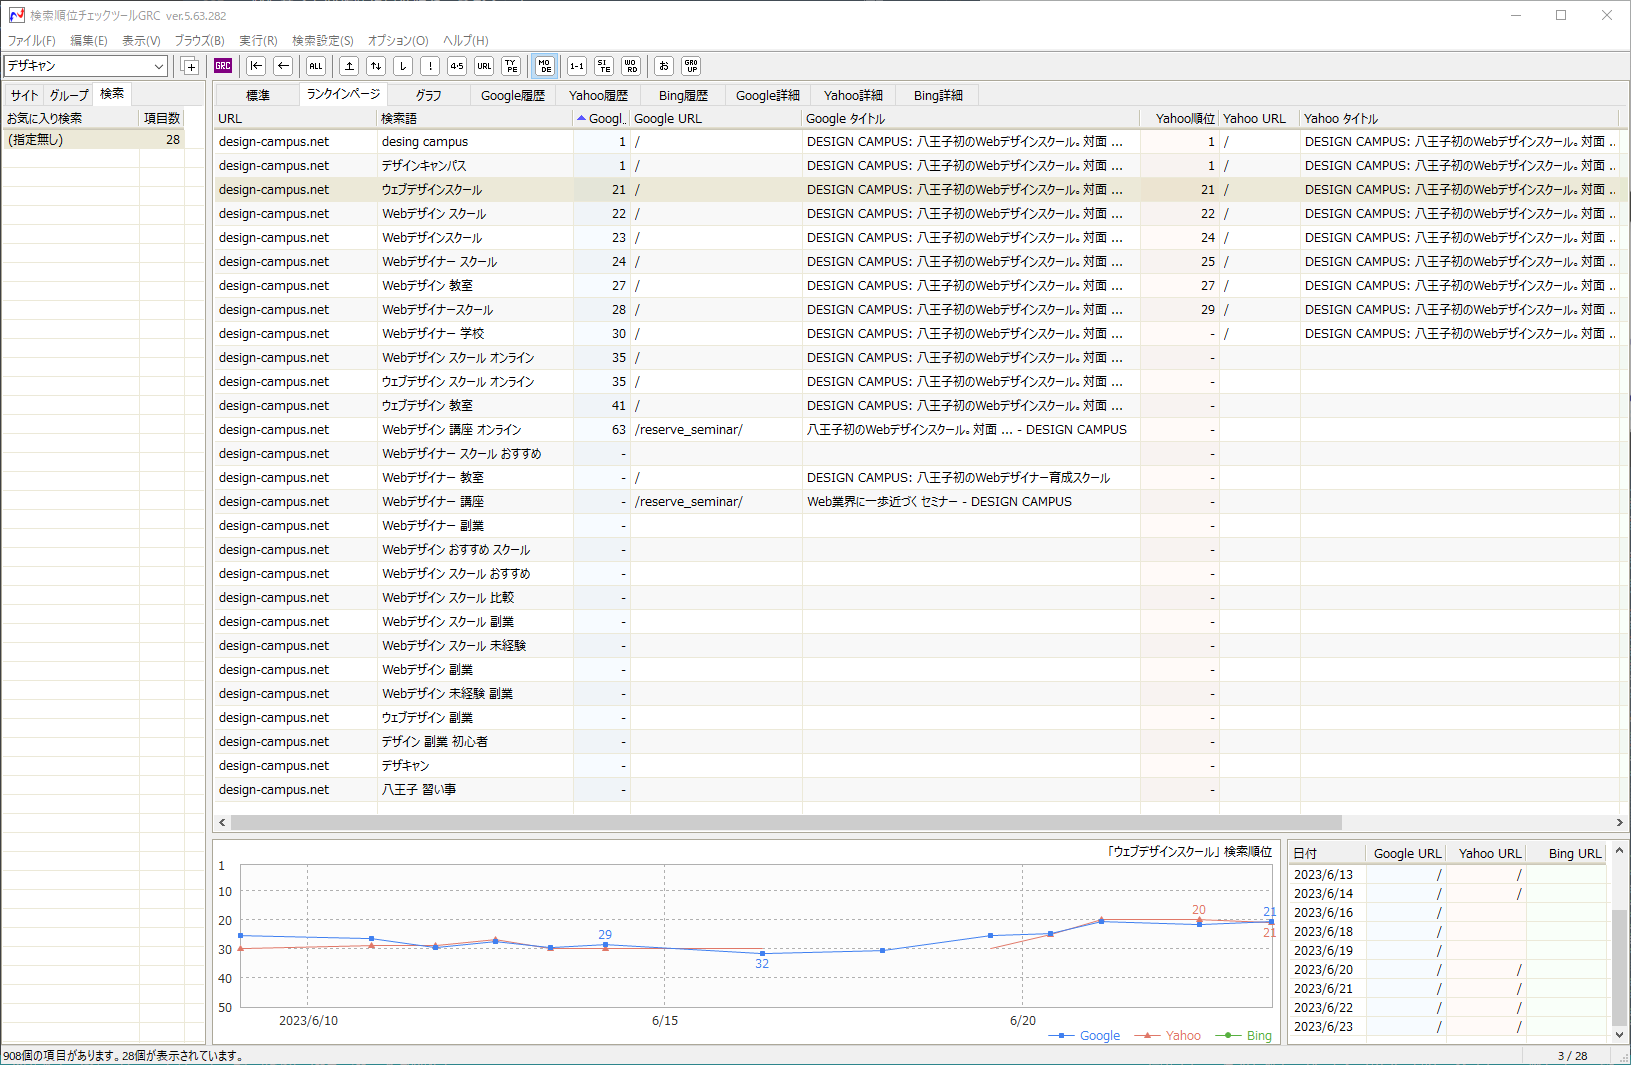 検索順位チェックツールGRC ver.5.63.282
ファイル(F) 編集(E) 表示(V) ブラウズ(B) 実行(R) 検索設定(S) オプション(O) ヘルプ(H)
デザキャン GRC ALL ! 4-5 URL TYPE MODE 1-1 SITE WORD お GROUP
サイト グループ 検索
お気に入り検索 項目数
(指定無し) 28
標準 ランクインページ グラフ Google履歴 Yahoo履歴 Bing履歴 Google詳細 Yahoo詳細 Bing詳細
URL 検索語 Googl.. Google URL Google タイトル Yahoo順位 Yahoo URL Yahoo タイトル
design-campus.net desing campus 1 / DESIGN CAMPUS: 八王子初のWebデザインスクール。対面 ... 1 / DESIGN CAMPUS: 八王子初のWebデザインスクール。対面 ..
design-campus.net デザインキャンパス 1 / DESIGN CAMPUS: 八王子初のWebデザインスクール。対面 ... 1 / DESIGN CAMPUS: 八王子初のWebデザインスクール。対面 ..
design-campus.net ウェブデザインスクール 21 / DESIGN CAMPUS: 八王子初のWebデザインスクール。対面 ... 21 / DESIGN CAMPUS: 八王子初のWebデザインスクール。対面 ..
design-campus.net Webデザイン スクール 22 / DESIGN CAMPUS: 八王子初のWebデザインスクール。対面 ... 22 / DESIGN CAMPUS: 八王子初のWebデザインスクール。対面 ..
design-campus.net Webデザインスクール 23 / DESIGN CAMPUS: 八王子初のWebデザインスクール。対面 ... 24 / DESIGN CAMPUS: 八王子初のWebデザインスクール。対面 ..
design-campus.net Webデザイナー スクール 24 / DESIGN CAMPUS: 八王子初のWebデザインスクール。対面 ... 25 / DESIGN CAMPUS: 八王子初のWebデザインスクール。対面 ..
design-campus.net Webデザイン 教室 27 / DESIGN CAMPUS: 八王子初のWebデザインスクール。対面 ... 27 / DESIGN CAMPUS: 八王子初のWebデザインスクール。対面 ..
design-campus.net Webデザイナースクール 28 / DESIGN CAMPUS: 八王子初のWebデザインスクール。対面 ... 29 / DESIGN CAMPUS: 八王子初のWebデザインスクール。対面 ..
design-campus.net Webデザイナー 学校 30 / DESIGN CAMPUS: 八王子初のWebデザインスクール。対面 ... - / DESIGN CAMPUS: 八王子初のWebデザインスクール。対面 ..
design-campus.net Webデザイン スクール オンライン 35 / DESIGN CAMPUS: 八王子初のWebデザインスクール。対面 ... -
design-campus.net ウェブデザイン スクール オンライン 35 / DESIGN CAMPUS: 八王子初のWebデザインスクール。対面 ... -
design-campus.net ウェブデザイン 教室 41 / DESIGN CAMPUS: 八王子初のWebデザインスクール。対面 ... -
design-campus.net Webデザイン 講座 オンライン 63 /reserve_seminar/ 八王子初のWebデザインスクール。対面 ... - DESIGN CAMPUS -
design-campus.net Webデザイナー スクール おすすめ - -
design-campus.net Webデザイナー 教室 - / DESIGN CAMPUS: 八王子初のWebデザイナー育成スクール -
design-campus.net Webデザイナー 講座 - /reserve_seminar/ Web業界に一歩近づく セミナー - DESIGN CAMPUS -
design-campus.net Webデザイナー 副業 - -
design-campus.net Webデザイン おすすめ スクール - -
design-campus.net Webデザイン スクール おすすめ - -
design-campus.net Webデザイン スクール 比較 - -
design-campus.net Webデザイン スクール 副業 - -
design-campus.net Webデザイン スクール 未経験 - -
design-campus.net Webデザイン 副業 - -
design-campus.net Webデザイン 未経験 副業 - -
design-campus.net ウェブデザイン 副業 - -
design-campus.net デザイン 副業 初心者 - -
design-campus.net デザキャン - -
design-campus.net 八王子 習い事 - -
「ウェブデザインスクール」 検索順位
1
10
20
30
40
50
29
32
20
21
21
2023/6/10 6/15 6/20
Google Yahoo Bing
日付 Google URL Yahoo URL Bing URL
2023/6/13 / /
2023/6/14 / /
2023/6/16 /
2023/6/18 /
2023/6/19 /
2023/6/20 / /
2023/6/21 / /
2023/6/22 / /
2023/6/23 / /
908個の項目があります。28個が表示されています。 3 / 28